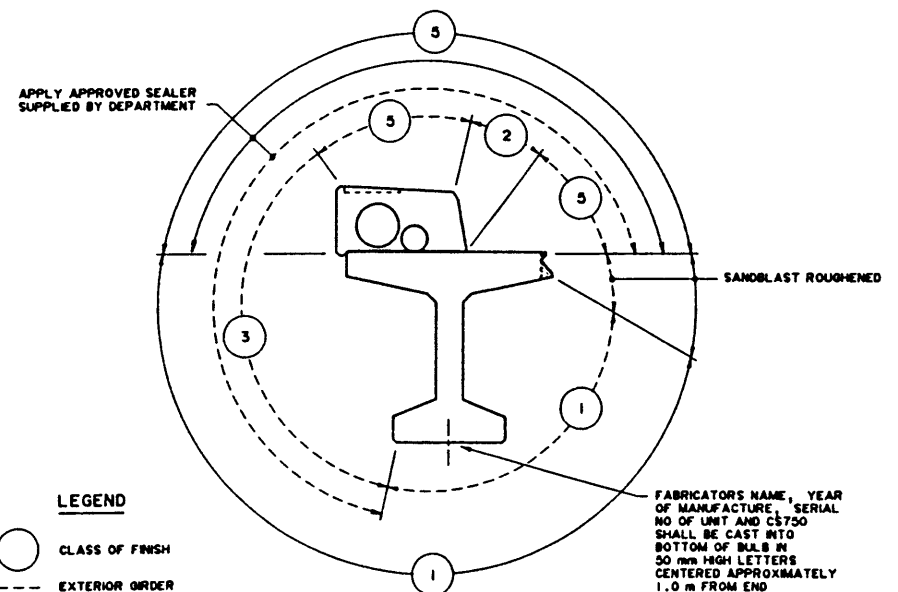 5
APPLY APPROVED SEALER
SUPPLIED BY DEPARTMENT
5
2
5
SANDBLAST ROUGHENED
3
1
LEGEND
CLASS OF FINISH
EXTERIOR GIRDER
FABRICATORS NAME, YEAR
OF MANUFACTURE, SERIAL
NO OF UNIT AND CS750
SHALL BE CAST INTO
BOTTOM OF BULB IN
50 mm HIGH LETTERS
CENTERED APPROXIMATELY
1.0 m FROM END
1